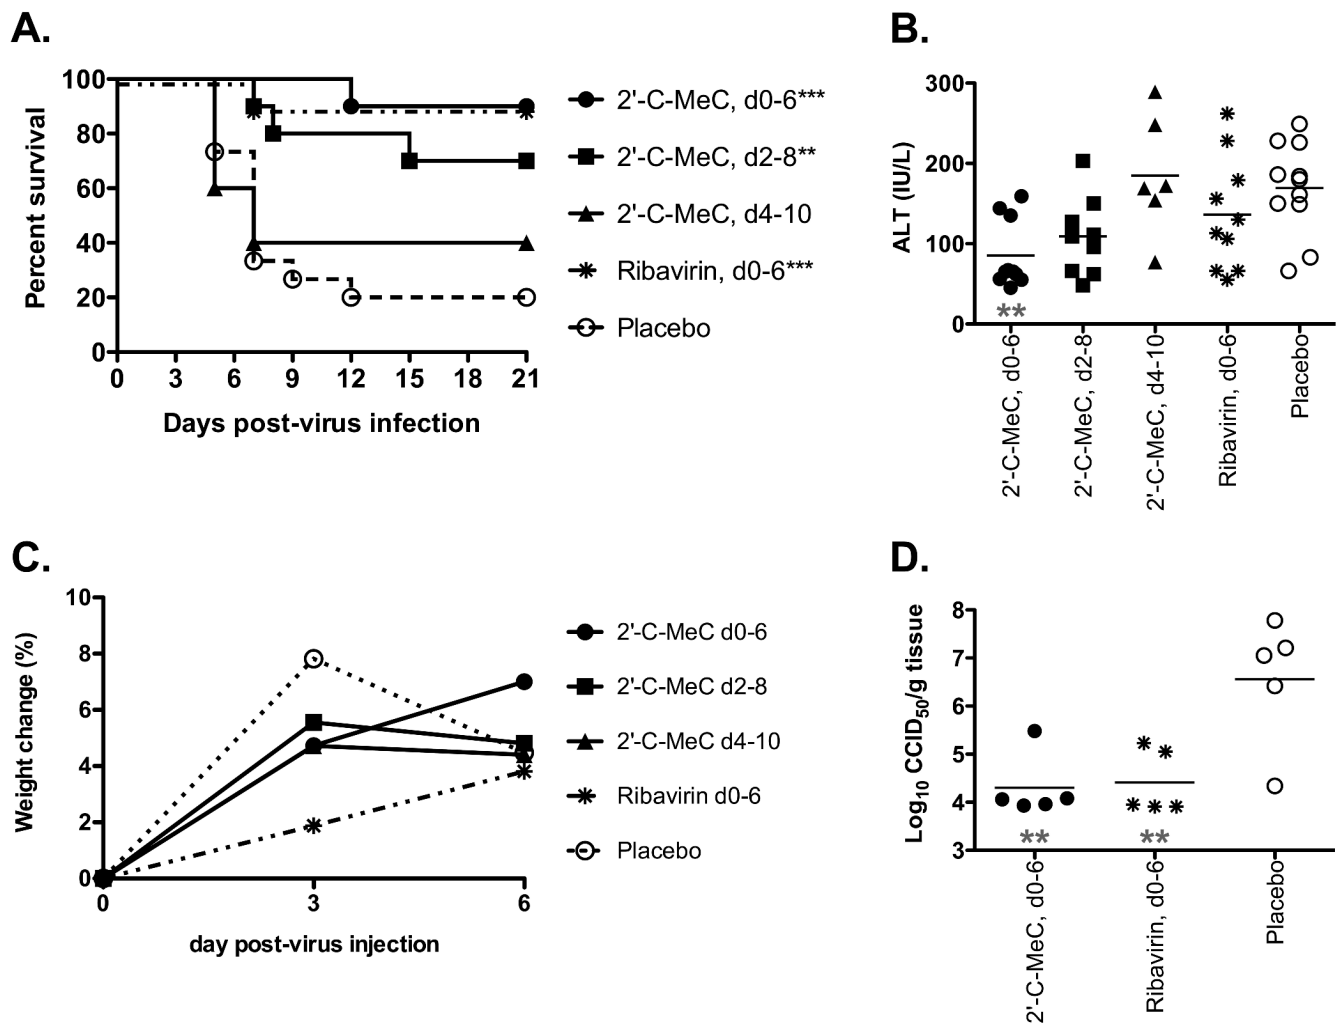 A.
Percent survival
100
80
60
40
20
0
0 3 6 9 12 15 18 21
Days post-virus infection
2'-C-MeC, d0-6***
2'-C-MeC, d2-8**
2'-C-MeC, d4-10
Ribavirin, d0-6***
Placebo
B.
ALT (IU/L)
300
200
100
0
**
2'-C-MeC, d0-6
2'-C-MeC, d2-8
2'-C-MeC, d4-10
Ribavirin, d0-6
Placebo
C.
Weight change (%)
10
8
6
4
2
0
0 3 6
day post-virus injection
2'-C-MeC d0-6
2'-C-MeC d2-8
2'-C-MeC d4-10
Ribavirin d0-6
Placebo
D.
Log10 CCID50/g tissue
8
7
6
5
4
3
** **
2'-C-MeC, d0-6
Ribavirin, d0-6
Placebo